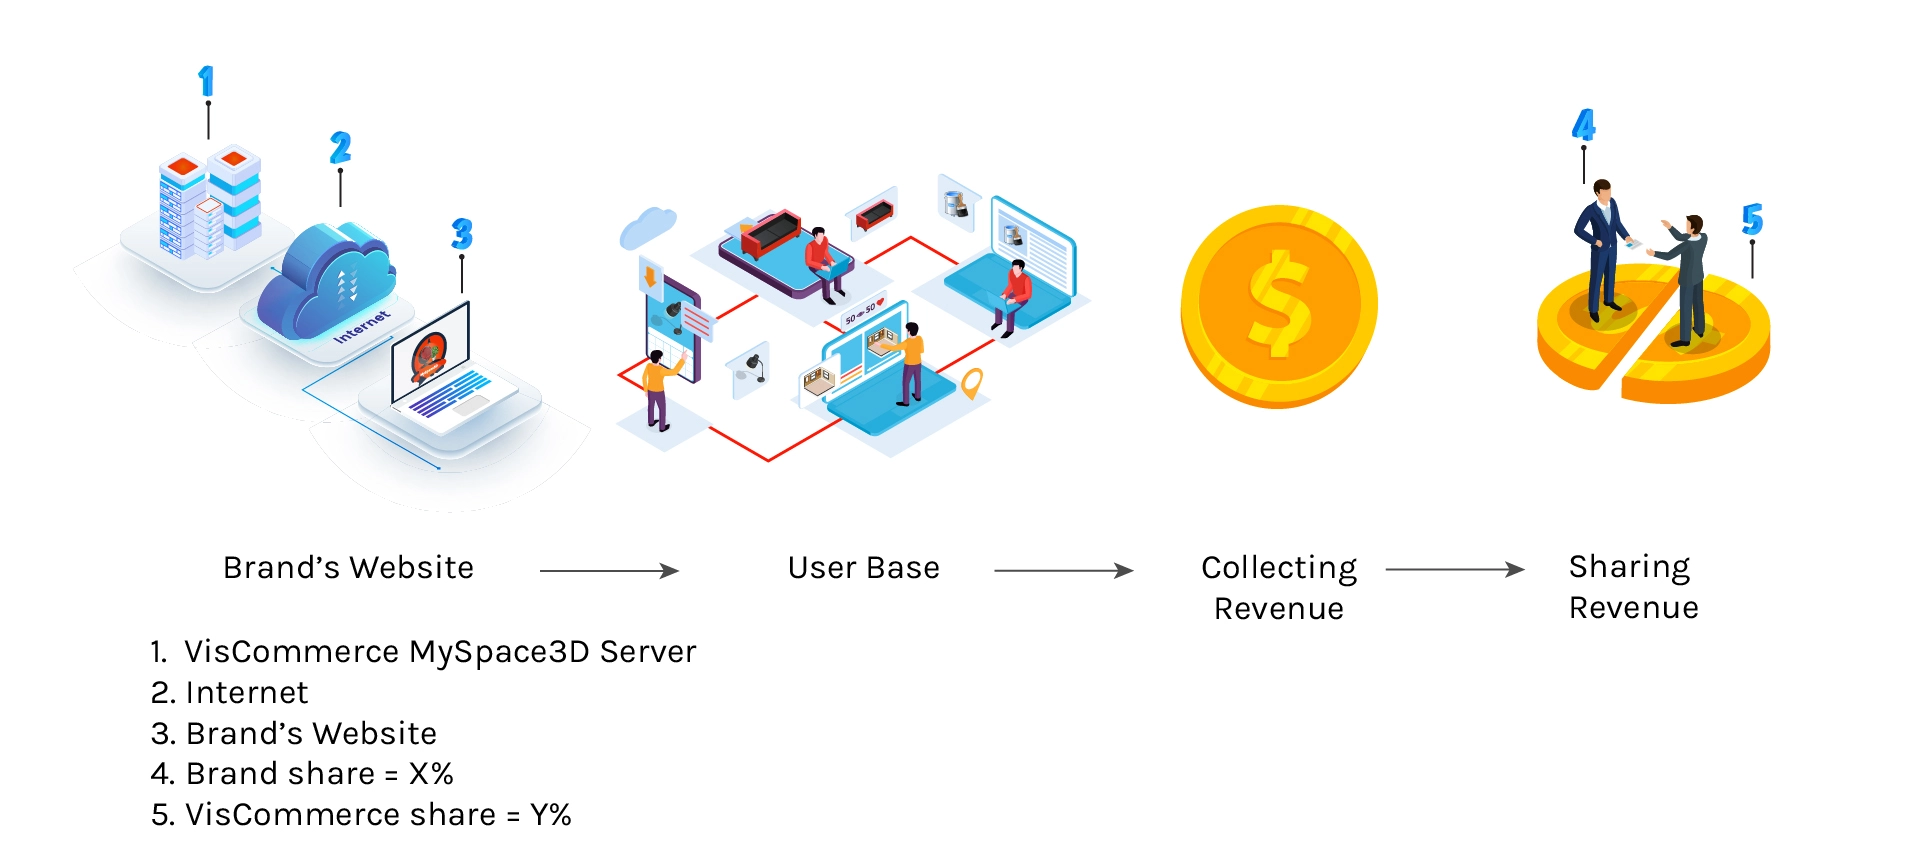 1
2
3
4
5
Internet
50 50
$
Brand's Website
User Base
Collecting
Revenue
Sharing
Revenue
1. VisCommerce MySpace3D Server
2. Internet
3. Brand's Website
4. Brand share = X%
5. VisCommerce share = Y%